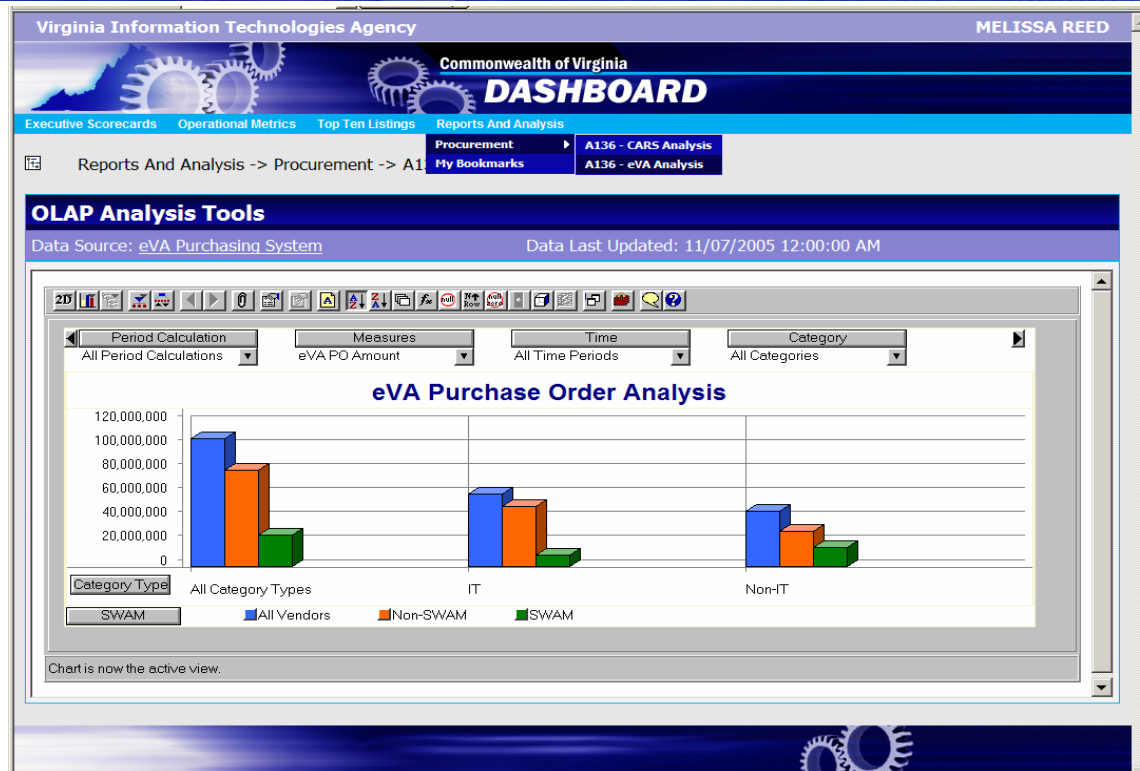 Virginia Information Technologies Agency MELISSA REED
Commonwealth of Virginia
DASHBOARD
Executive Scorecards Operational Metrics Top Ten Listings Reports And Analysis
Procurement A136 - CARS Analysis
My Bookmarks A136 - eVA Analysis
Reports And Analysis -> Procurement -> A1
OLAP Analysis Tools
Data Source: eVA Purchasing System Data Last Updated: 11/07/2005 12:00:00 AM
2D
Period Calculation Measures Time Category
All Period Calculations eVA PO Amount All Time Periods All Categories
eVA Purchase Order Analysis
120,000,000
100,000,000
80,000,000
60,000,000
40,000,000
20,000,000
0
Category Type All Category Types IT Non-IT
SWAM All Vendors Non-SWAM SWAM
Chart is now the active view.